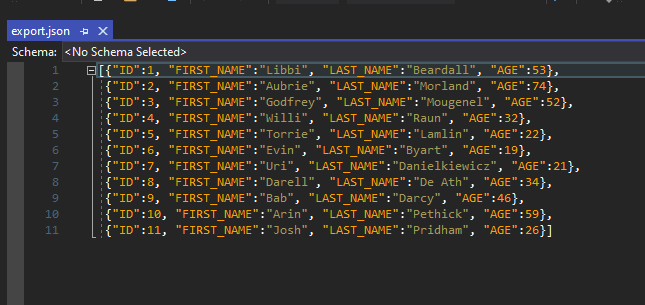 export.json
Schema: <No Schema Selected>
1 [{"ID":1, "FIRST_NAME":"Libbi", "LAST_NAME":"Beardall", "AGE":53},
2 {"ID":2, "FIRST_NAME":"Aubrie", "LAST_NAME":"Morland", "AGE":74},
3 {"ID":3, "FIRST_NAME":"Godfrey", "LAST_NAME":"Mougenel", "AGE":52},
4 {"ID":4, "FIRST_NAME":"Willi", "LAST_NAME":"Raun", "AGE":32},
5 {"ID":5, "FIRST_NAME":"Torrie", "LAST_NAME":"Lamlin", "AGE":22},
6 {"ID":6, "FIRST_NAME":"Evin", "LAST_NAME":"Byart", "AGE":19},
7 {"ID":7, "FIRST_NAME":"Uri", "LAST_NAME":"Danielkiewicz", "AGE":21},
8 {"ID":8, "FIRST_NAME":"Darell", "LAST_NAME":"De Ath", "AGE":34},
9 {"ID":9, "FIRST_NAME":"Bab", "LAST_NAME":"Darcy", "AGE":46},
10 {"ID":10, "FIRST_NAME":"Arin", "LAST_NAME":"Pethick", "AGE":59},
11 {"ID":11, "FIRST_NAME":"Josh", "LAST_NAME":"Pridham", "AGE":26}]